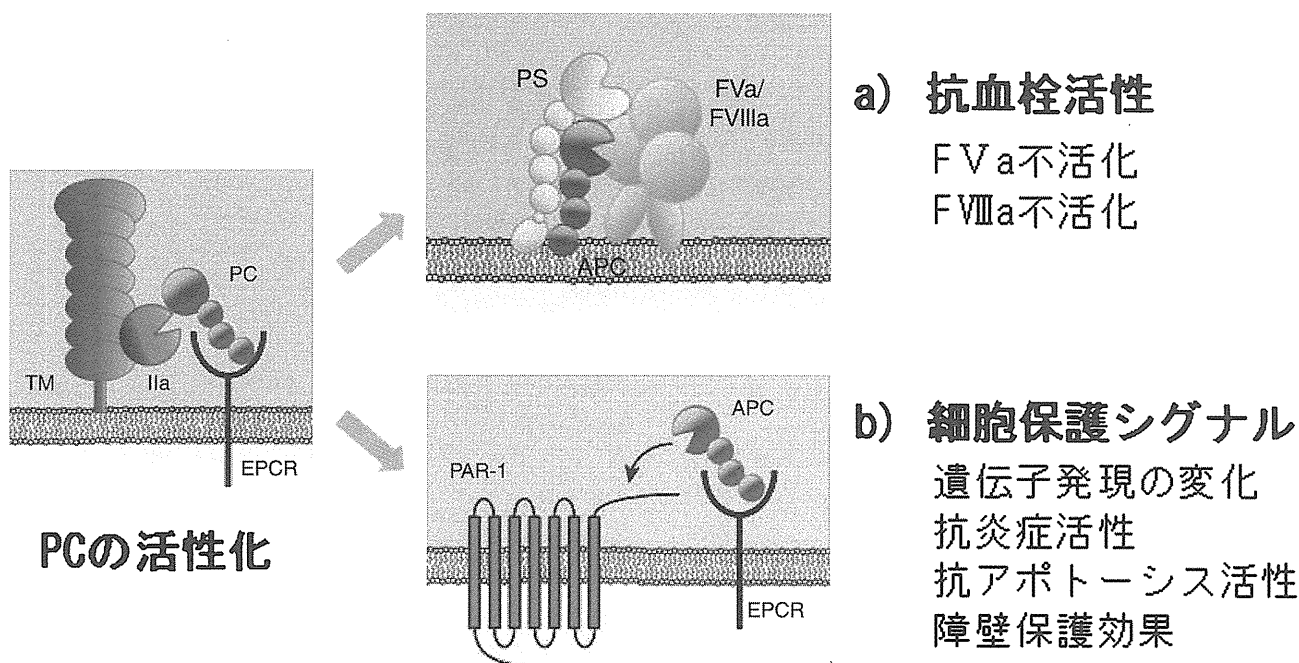 PC
TM
IIa
EPCR
PCの活性化
PS
FVa/
FVIIIa
APC
a) 抗血栓活性
FⅤa不活化
FⅧa不活化
APC
PAR-1
EPCR
b) 細胞保護シグナル
遺伝子発現の変化
抗炎症活性
抗アポトーシス活性
障壁保護効果